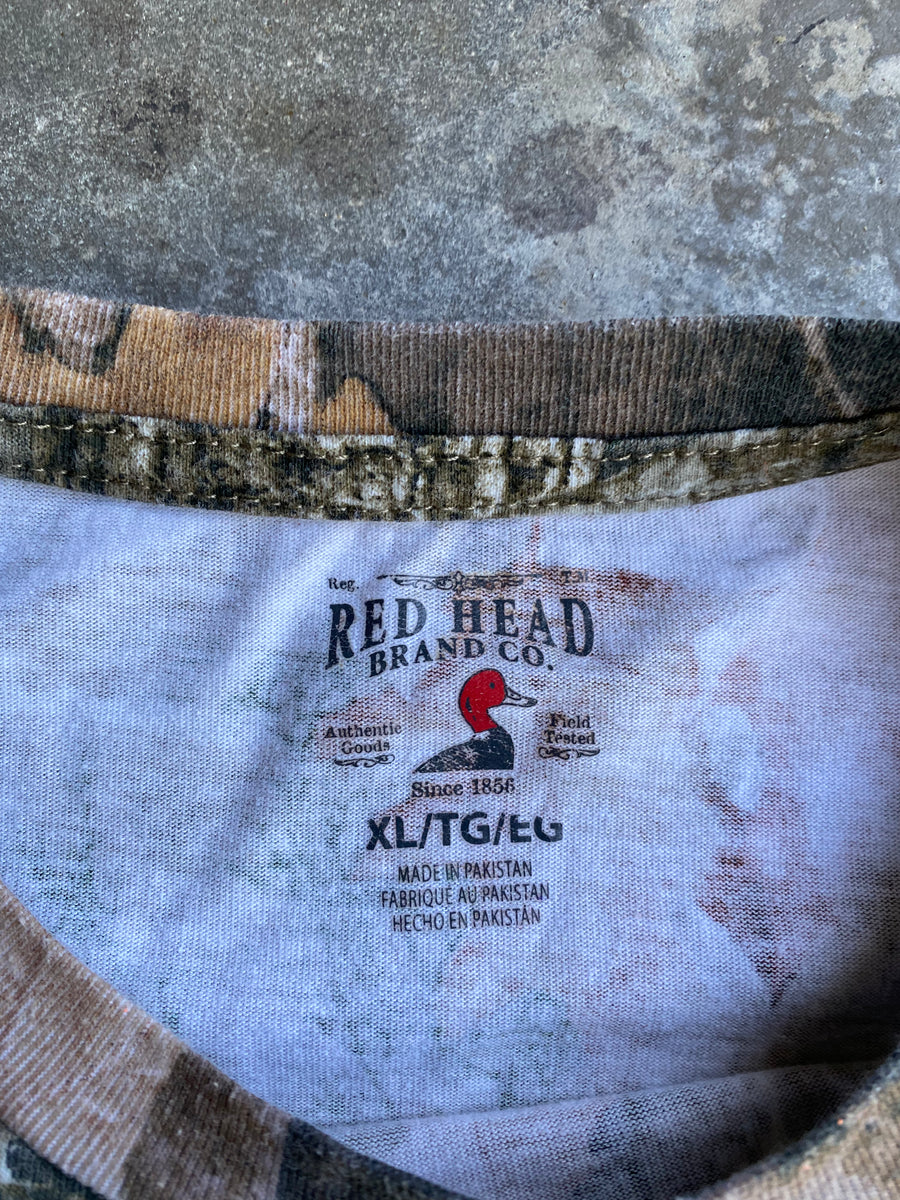 Reg. T.M.
RED HEAD
BRAND CO.
Authentic Goods
Field Tested
Since 1856
XL/TG/EG
MADE IN PAKISTAN
FABRIQUE AU PAKISTAN
HECHO EN PAKISTÁN